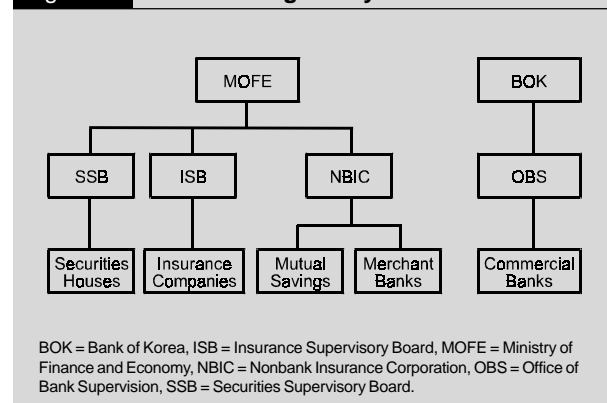 MOFE
BOK
SSB
ISB
NBIC
OBS
Securities
Houses
Insurance
Companies
Mutual
Savings
Merchant
Banks
Commercial
Banks
BOK = Bank of Korea, ISB = Insurance Supervisory Board, MOFE = Ministry of
Finance and Economy, NBIC = Nonbank Insurance Corporation, OBS = Office of
Bank Supervision, SSB = Securities Supervisory Board.